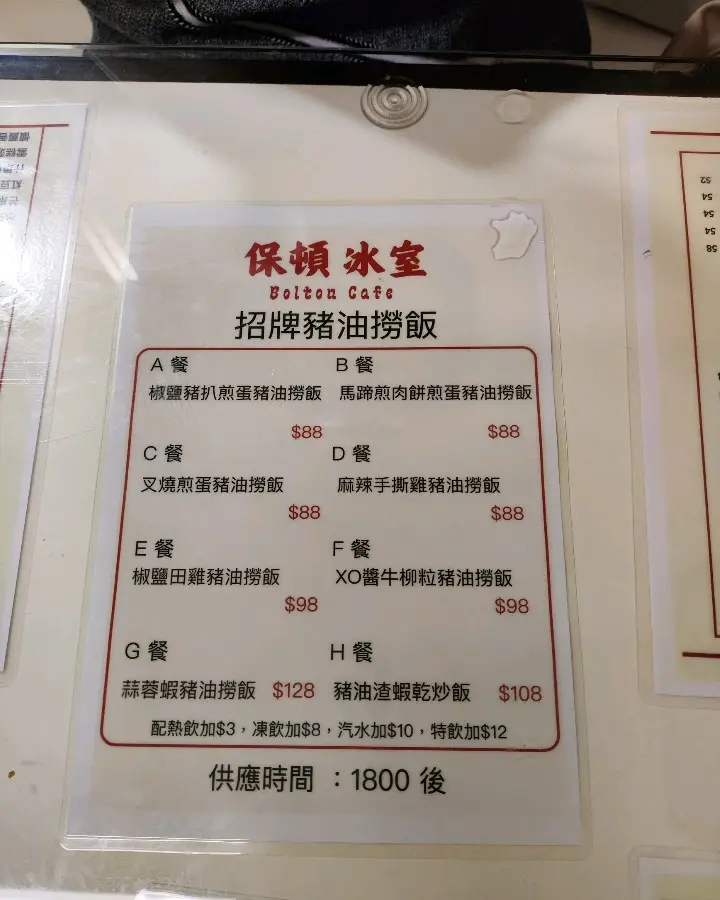 保頓冰室
Bolton Cafe
招牌豬油撈飯
A 餐
椒鹽豬扒煎蛋豬油撈飯
$88
B 餐
馬蹄煎肉餅煎蛋豬油撈飯
$88
C 餐
叉燒煎蛋豬油撈飯
$88
D 餐
麻辣手撕雞豬油撈飯
$88
E 餐
椒鹽田雞豬油撈飯
$98
F 餐
XO醬牛柳粒豬油撈飯
$98
G 餐
蒜蓉蝦豬油撈飯 $128
H 餐
豬油渣蝦乾炒飯 $108
配熱飲加$3，凍飲加$8，汽水加$10，特飲加$12
供應時間 ：1800 後
52
54
54
54
58